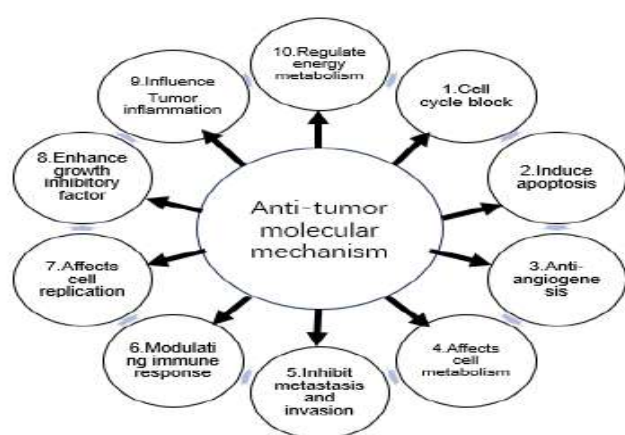 10.Regulate
energy
metabolism
1.Cell
cycle block
2.Induce
apoptosis
3.Anti-
angiogene
sis
4.Affects
cell
metabolism
5.Inhibit
metastasis
and
invasion
6.Modulati
ng immune
response
7.Affects
cell
replication
8.Enhance
growth
inhibitory
factor
9.Influence
Tumor
inflammation
Anti-tumor
molecular
mechanism